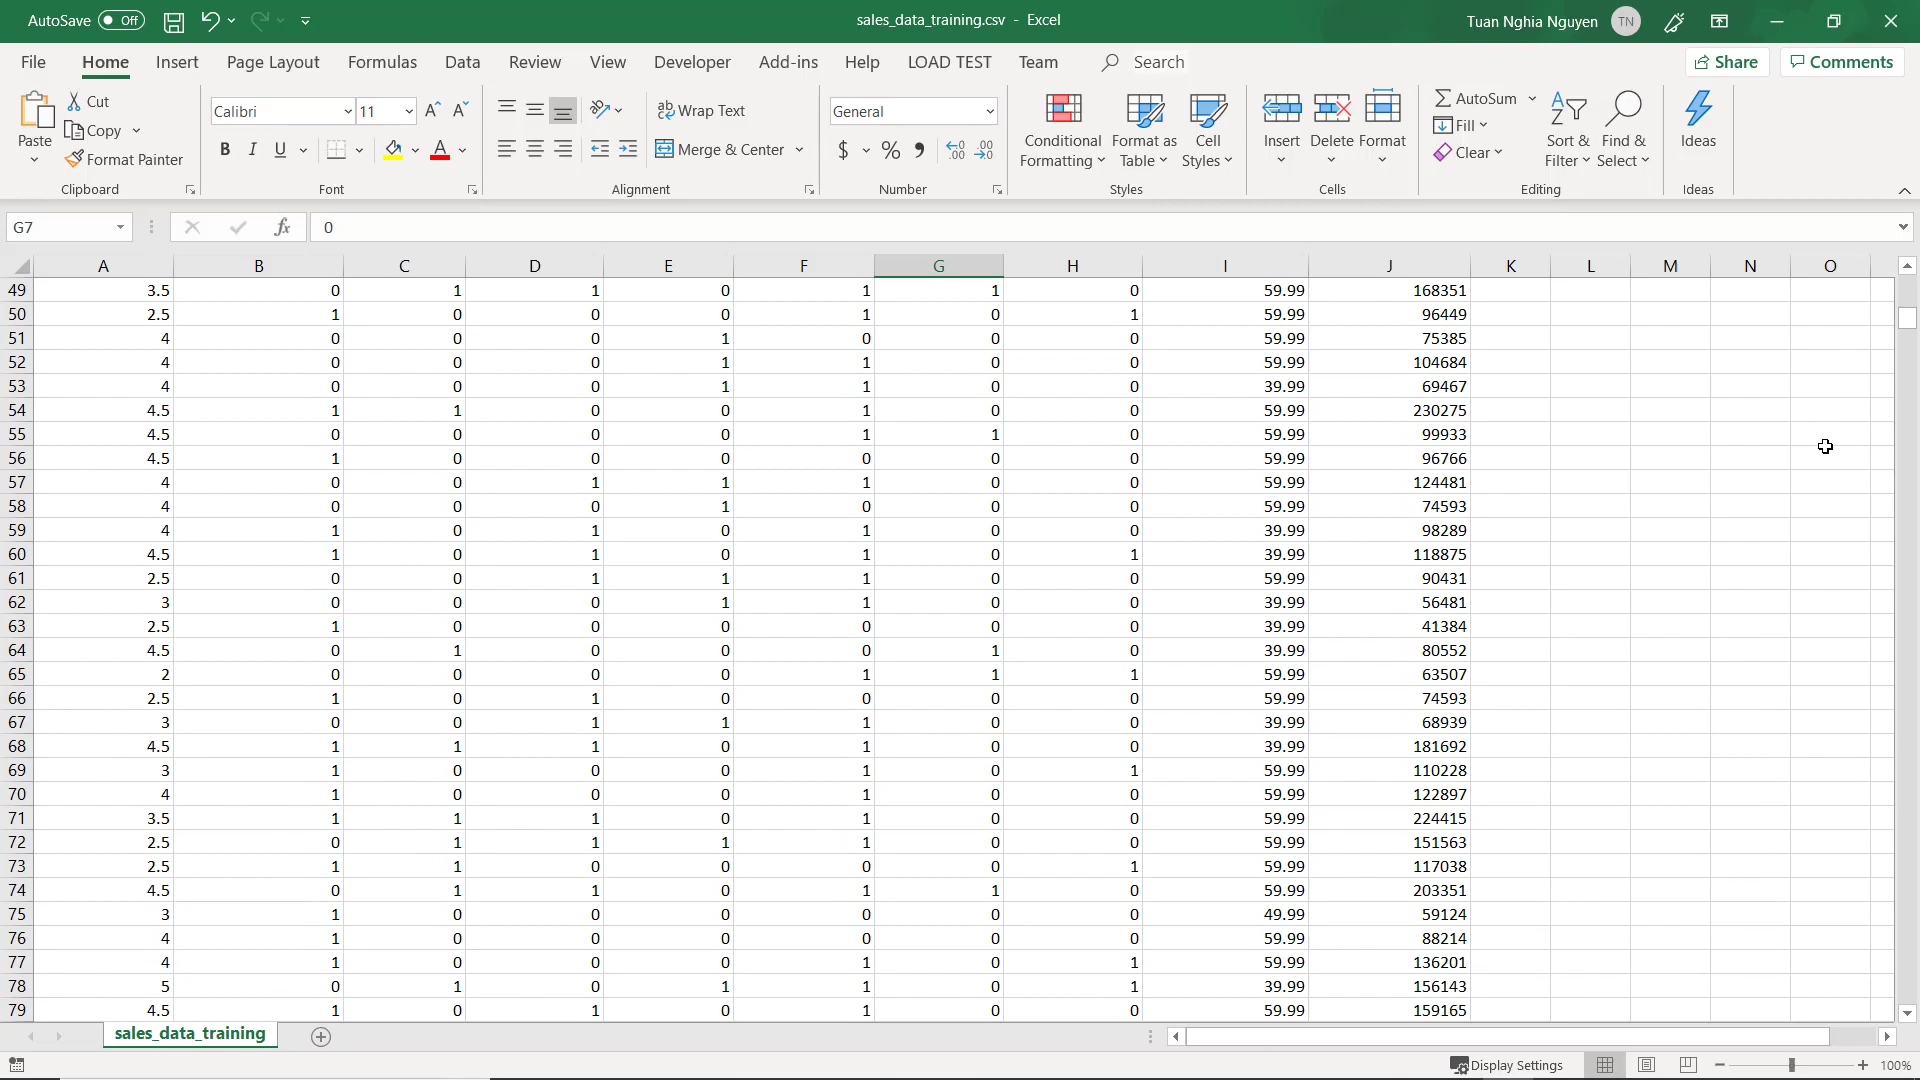 AutoSave Off sales_data_training.csv - Excel Tuan Nghia Nguyen TN
File Home Insert Page Layout Formulas Data Review View Developer Add-ins Help LOAD TEST Team Search Share Comments
Paste Cut Copy Format Painter Clipboard
Calibri 11 B I U A Font
Wrap Text Merge & Center Alignment
General $ % Number
Conditional Formatting Format as Table Cell Styles Styles
Insert Delete Format Cells
AutoSum Fill Clear Sort & Filter Find & Select Editing
Ideas Ideas
G7 fx 0
A B C D E F G H I J K L M N O
49 3.5 0 1 1 0 1 1 0 59.99 168351
50 2.5 1 0 0 0 1 0 1 59.99 96449
51 4 0 0 0 1 0 0 0 59.99 75385
52 4 0 0 0 1 1 0 0 59.99 104684
53 4 0 0 0 1 1 0 0 39.99 69467
54 4.5 1 1 0 0 1 0 0 59.99 230275
55 4.5 0 0 0 0 1 1 0 59.99 99933
56 4.5 1 0 0 0 0 0 0 59.99 96766
57 4 0 0 1 1 1 0 0 59.99 124481
58 4 0 0 0 1 0 0 0 59.99 74593
59 4 1 0 1 0 1 0 0 39.99 98289
60 4.5 1 0 1 0 1 0 1 39.99 118875
61 2.5 0 0 1 1 1 0 0 59.99 90431
62 3 0 0 0 1 1 0 0 39.99 56481
63 2.5 1 0 0 0 0 0 0 39.99 41384
64 4.5 0 1 0 0 0 1 0 39.99 80552
65 2 0 0 0 0 1 1 1 59.99 63507
66 2.5 1 0 1 0 0 0 0 59.99 74593
67 3 0 0 1 1 1 0 0 39.99 68939
68 4.5 1 1 1 0 1 0 0 39.99 181692
69 3 1 0 0 0 1 0 1 59.99 110228
70 4 1 0 0 0 1 0 0 59.99 122897
71 3.5 1 1 1 0 1 0 0 59.99 224415
72 2.5 0 1 1 1 1 0 0 59.99 151563
73 2.5 1 1 0 0 0 0 1 59.99 117038
74 4.5 0 1 1 0 1 1 0 59.99 203351
75 3 1 0 0 0 0 0 0 49.99 59124
76 4 1 0 0 0 0 0 0 59.99 88214
77 4 1 0 0 0 1 0 1 59.99 136201
78 5 0 1 0 1 1 0 1 39.99 156143
79 4.5 1 0 1 0 1 0 0 59.99 159165
sales_data_training
Display Settings 100%